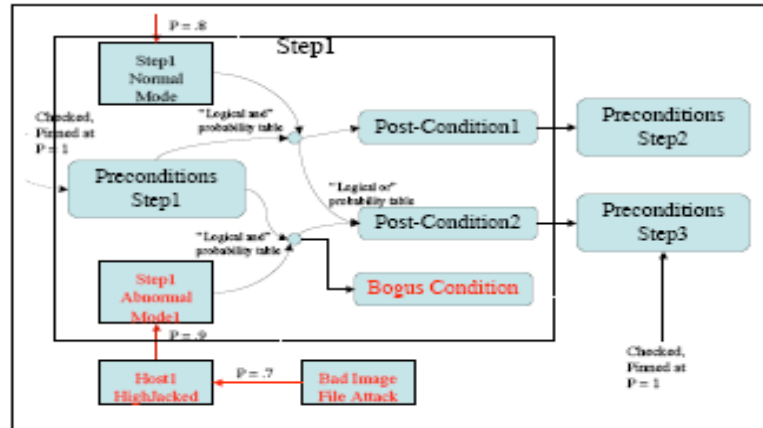 P = .8
Step1
Step1
Normal
Mode
Checked,
Pinned at
P = 1
"Logical and"
probability table
Post-Condition1
Preconditions
Step2
Preconditions
Step1
"Logical or"
probability table
"Logical and"
probability table
Post-Condition2
Preconditions
Step3
Step1
Abnormal
Mode1
Bogus Condition
P = .9
Host1
HighJacked
P = .7
Bad Image
File Attack
Checked,
Pinned at
P = 1